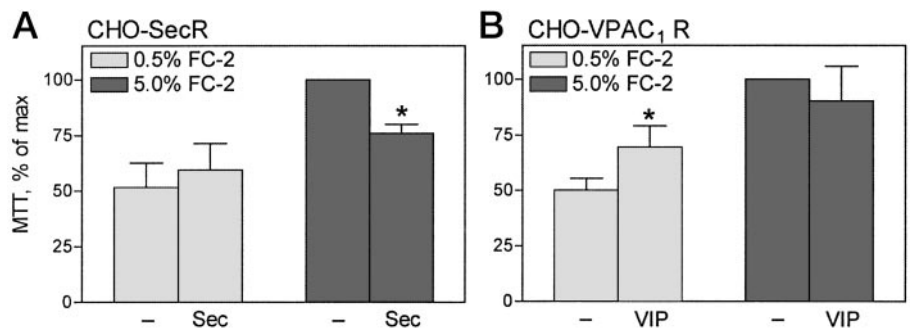 A
CHO-SecR
0.5% FC-2
5.0% FC-2
*
MTT, % of max
100
75
50
25
0
–
Sec
–
Sec
B
CHO-VPAC₁ R
0.5% FC-2
5.0% FC-2
*
100
75
50
25
0
–
VIP
–
VIP